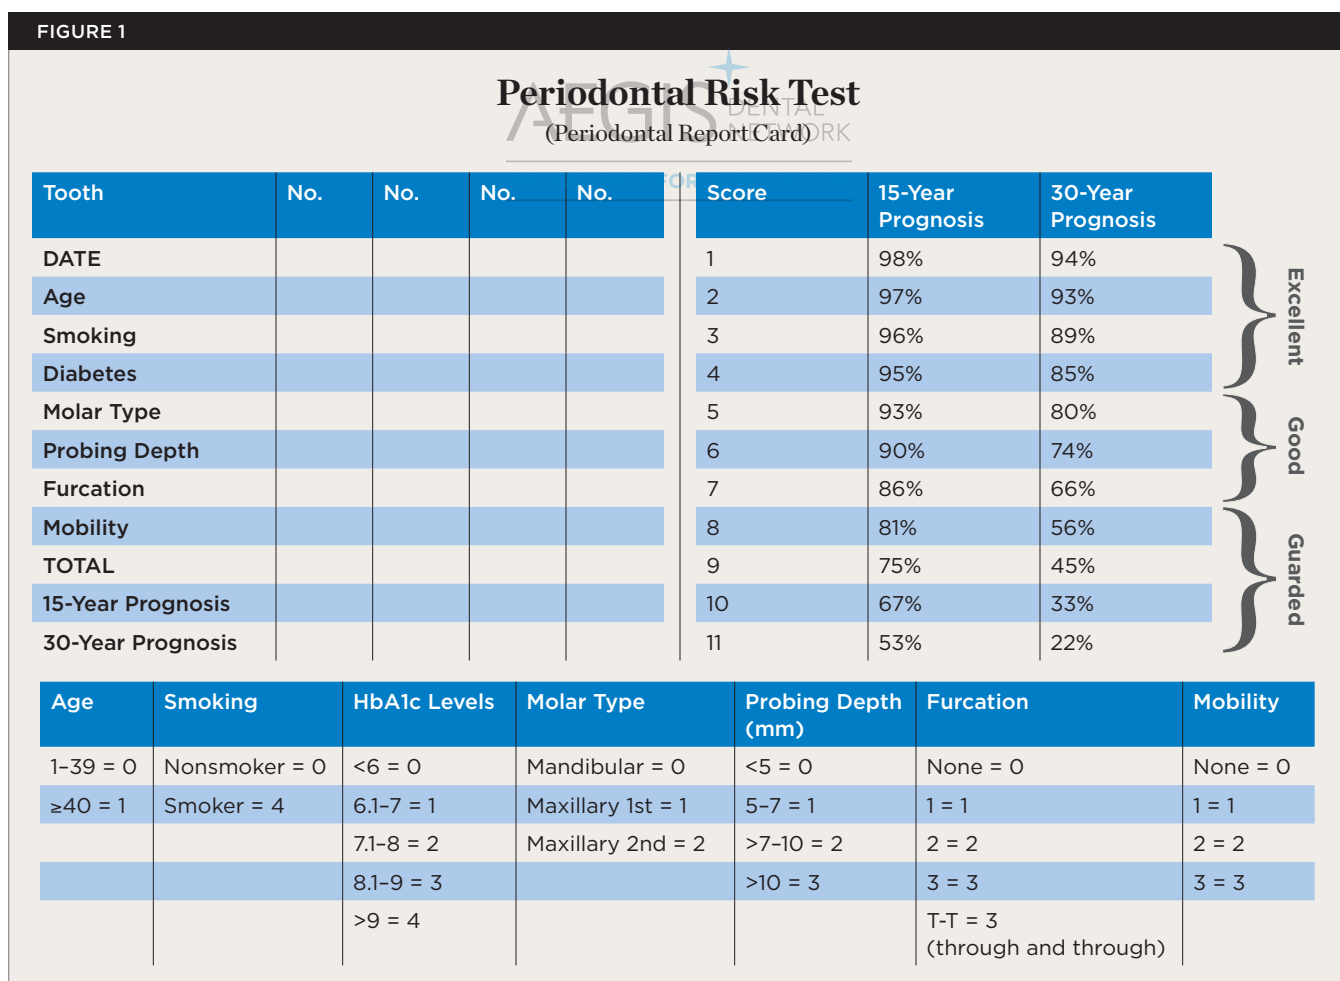 FIGURE 1
AEGIS DENTAL
NETWORK
Periodontal Risk Test
(Periodontal Report Card)
Tooth No. No. No. No.
DATE
Age
Smoking
Diabetes
Molar Type
Probing Depth
Furcation
Mobility
TOTAL
15-Year Prognosis
30-Year Prognosis
Score 15-Year Prognosis 30-Year Prognosis
1 98% 94%
2 97% 93%
3 96% 89%
4 95% 85%
5 93% 80%
6 90% 74%
7 86% 66%
8 81% 56%
9 75% 45%
10 67% 33%
11 53% 22%
Excellent
Good
Guarded
Age Smoking HbA1c Levels Molar Type Probing Depth (mm) Furcation Mobility
1–39 = 0 Nonsmoker = 0 <6 = 0 Mandibular = 0 <5 = 0 None = 0 None = 0
≥40 = 1 Smoker = 4 6.1–7 = 1 Maxillary 1st = 1 5–7 = 1 1 = 1 1 = 1
7.1–8 = 2 Maxillary 2nd = 2 >7–10 = 2 2 = 2 2 = 2
8.1–9 = 3 >10 = 3 3 = 3 3 = 3
>9 = 4 T-T = 3
(through and through)